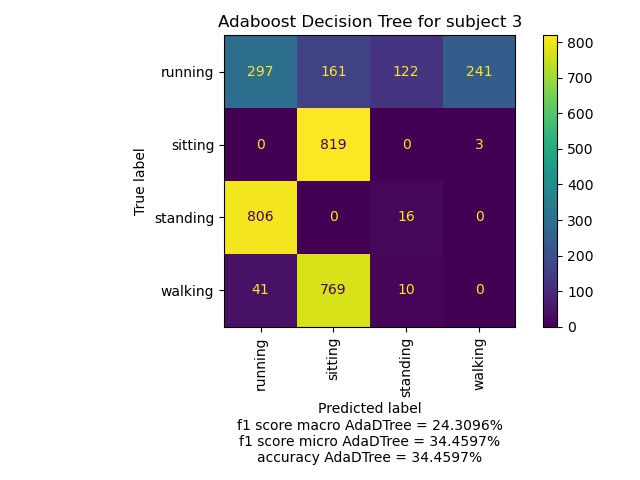 Adaboost Decision Tree for subject 3
running 297 161 122 241
sitting 0 819 0 3
standing 806 0 16 0
walking 41 769 10 0
True label
running sitting standing walking
Predicted label
f1 score macro AdaDTree = 24.3096%
f1 score micro AdaDTree = 34.4597%
accuracy AdaDTree = 34.4597%
800
700
600
500
400
300
200
100
0